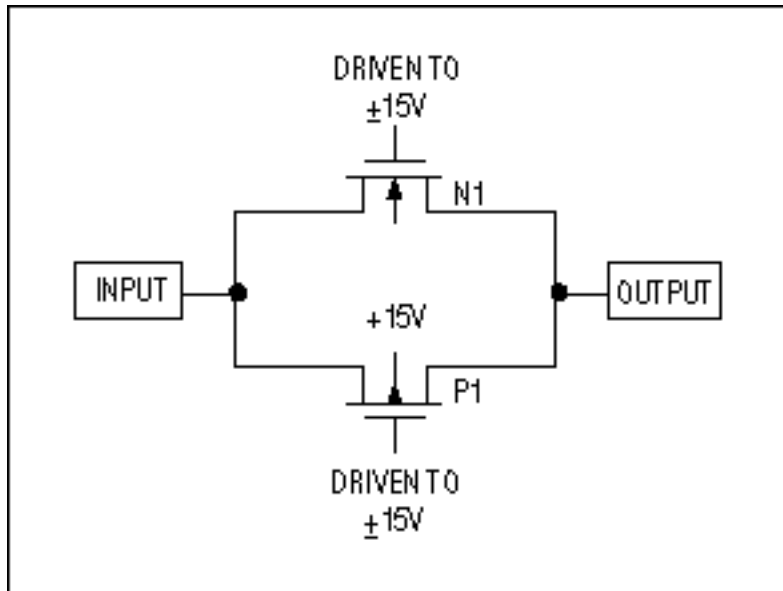 DRIVEN TO
±15V
N1
INPUT
+15V
OUTPUT
P1
DRIVEN TO
±15V